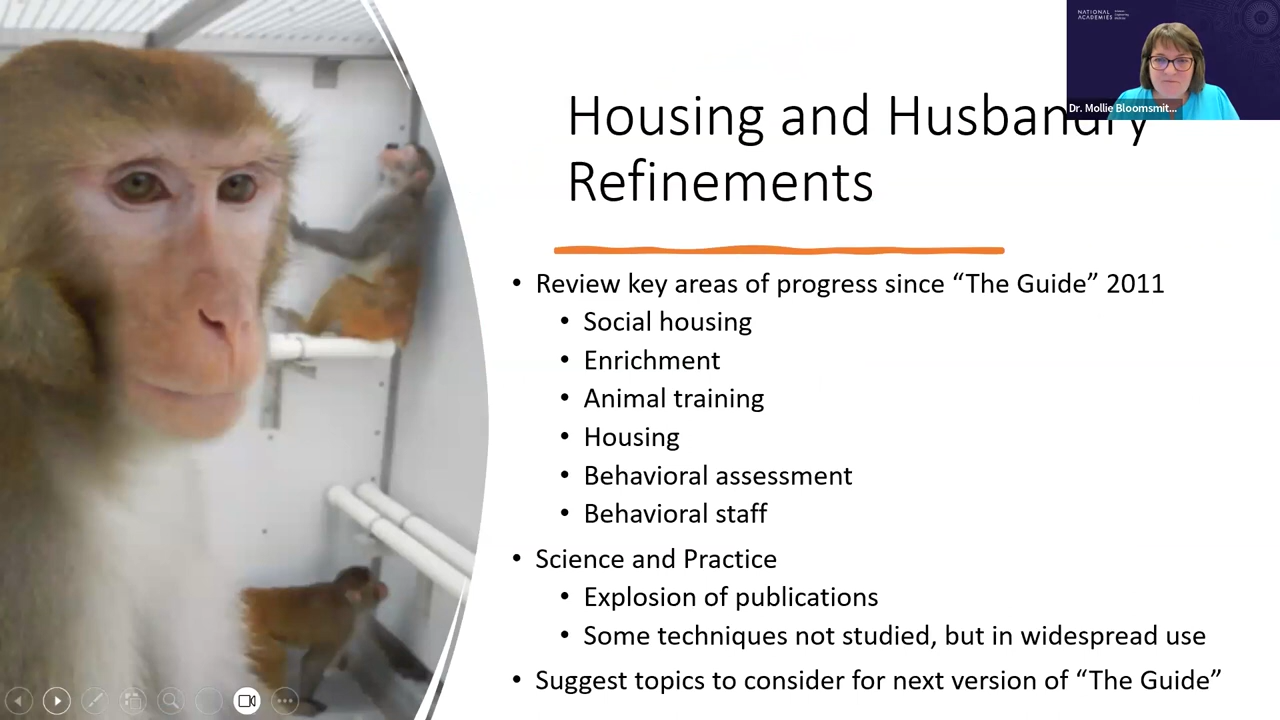 NATIONAL
ACADEMIES
Dr. Mollie Bloomsmit...
Housing and Husbandry
Refinements
• Review key areas of progress since “The Guide” 2011
• Social housing
• Enrichment
• Animal training
• Housing
• Behavioral assessment
• Behavioral staff
• Science and Practice
• Explosion of publications
• Some techniques not studied, but in widespread use
• Suggest topics to consider for next version of “The Guide”